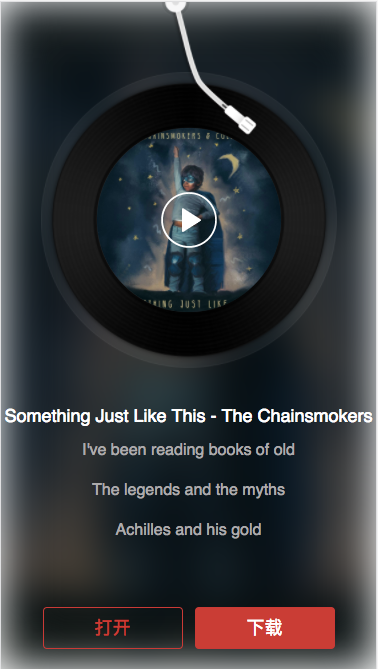 CHAINSMOKERS & COL
THING JUST LIKE
Something Just Like This - The Chainsmokers
I've been reading books of old
The legends and the myths
Achilles and his gold
打开
下载